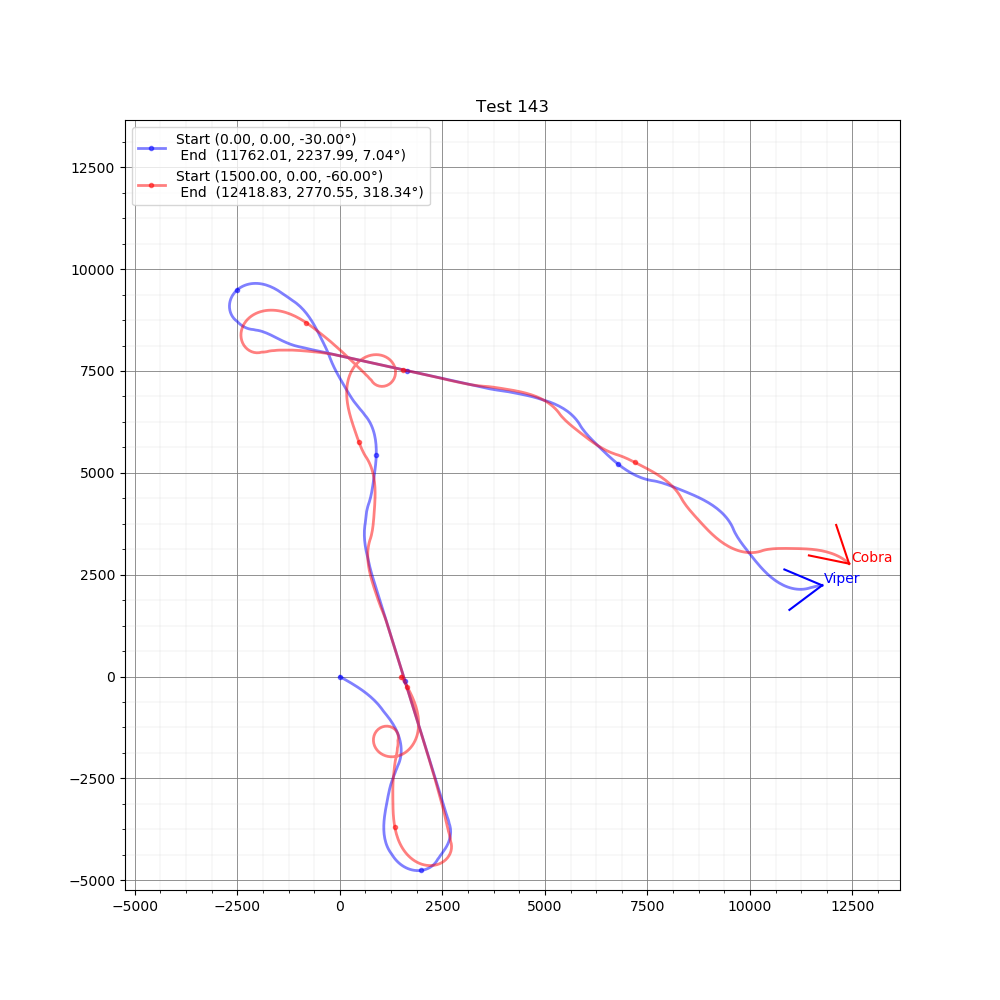 Test 143
Start (0.00, 0.00, -30.00°)
End (11762.01, 2237.99, 7.04°)
Start (1500.00, 0.00, -60.00°)
End (12418.83, 2770.55, 318.34°)
12500
10000
7500
5000
2500
0
−2500
−5000
Cobra
Viper
−5000 −2500 0 2500 5000 7500 10000 12500